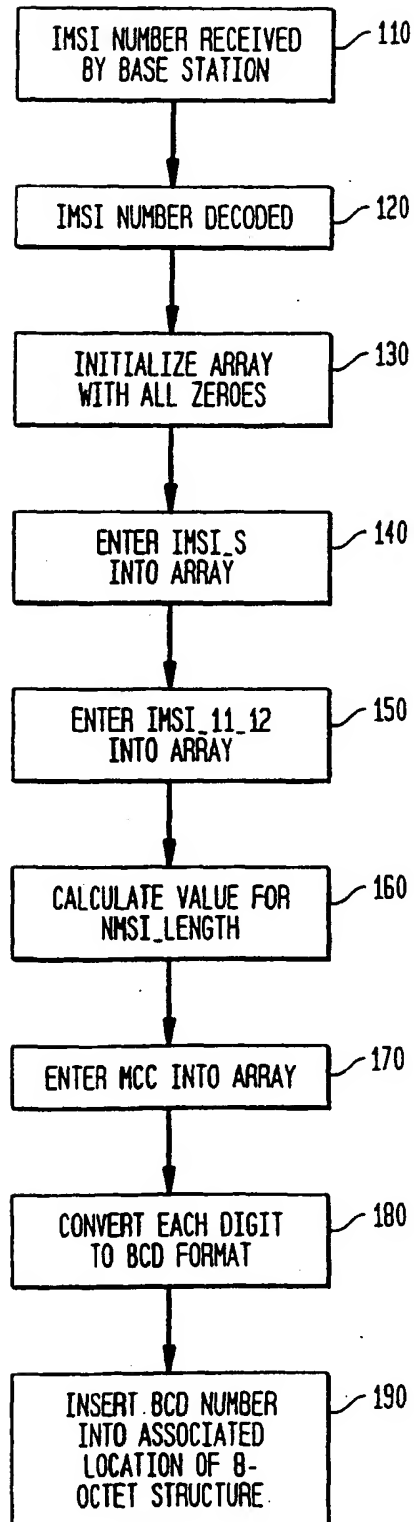 IMSI NUMBER RECEIVED
BY BASE STATION
110
IMSI NUMBER DECODED
120
INITIALIZE ARRAY
WITH ALL ZEROES
130
ENTER IMSI_S
INTO ARRAY
140
ENTER IMSI_11_12
INTO ARRAY
150
CALCULATE VALUE FOR
NMSI_LENGTH
160
ENTER MCC INTO ARRAY
170
CONVERT EACH DIGIT
TO BCD FORMAT
180
INSERT BCD NUMBER
INTO ASSOCIATED
LOCATION OF 8-
OCTET STRUCTURE
190